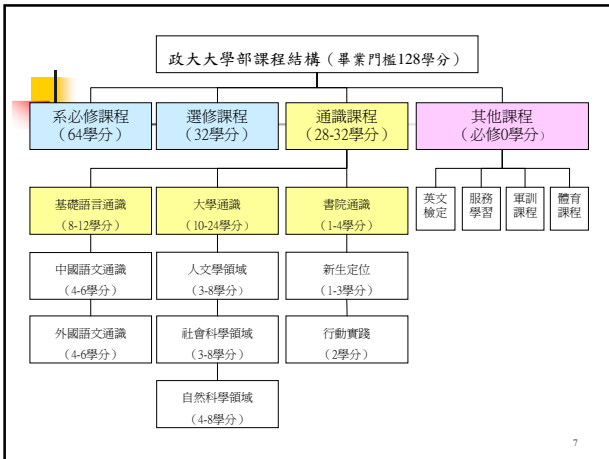 政大大學部課程結構（畢業門檻128學分）
系必修課程
（64學分）
選修課程
（32學分）
通識課程
（28-32學分）
其他課程
（必修0學分）
基礎語言通識
（8-12學分）
大學通識
（10-24學分）
書院通識
（1-4學分）
英文
檢定
服務
學習
軍訓
課程
體育
課程
中國語文通識
（4-6學分）
人文學領域
（3-8學分）
新生定位
（1-3學分）
外國語文通識
（4-6學分）
社會科學領域
（3-8學分）
行動實踐
（2學分）
自然科學領域
（4-8學分）
7